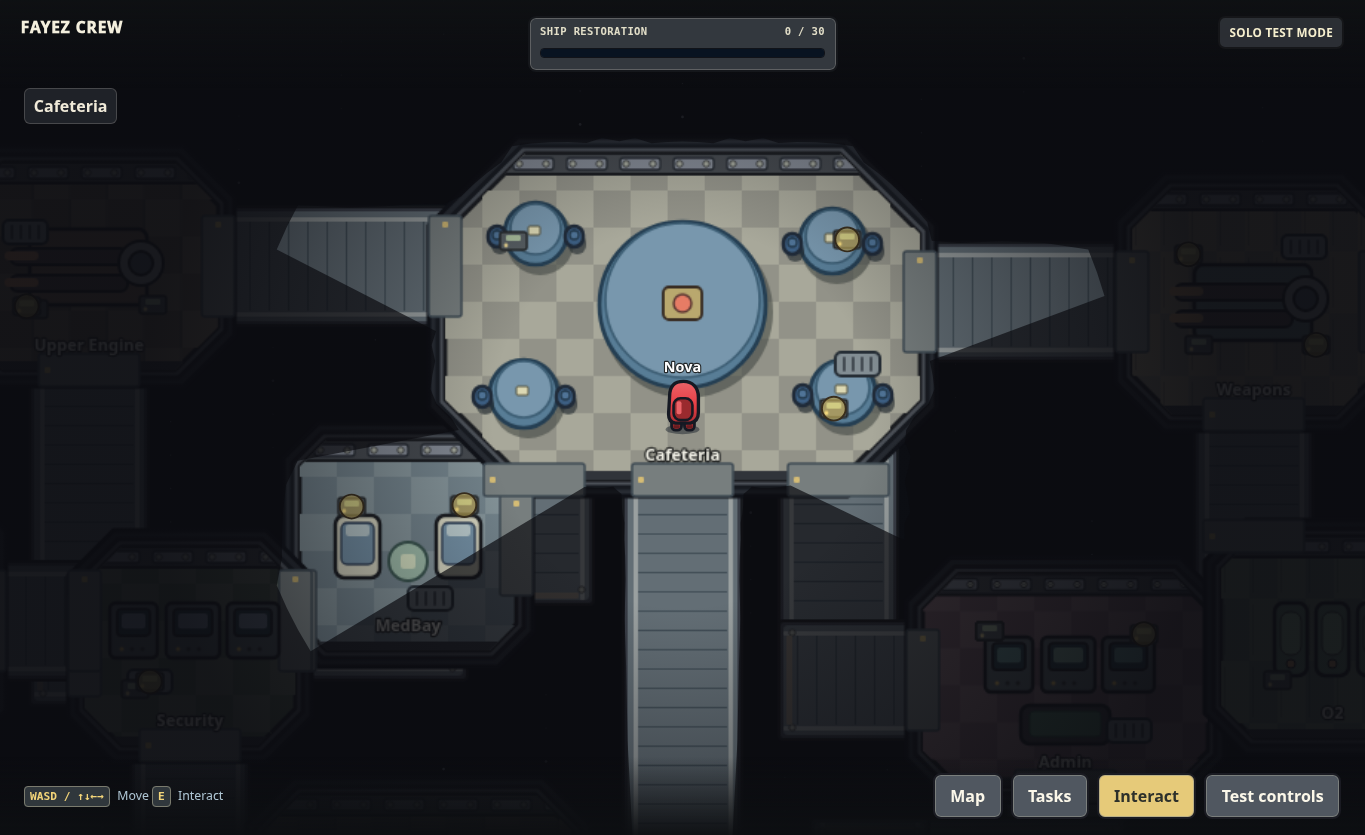 FAYEZ CREW
SHIP RESTORATION 0 / 30
SOLO TEST MODE
Cafeteria
Upper Engine
Weapons
Nova
Cafeteria
MedBay
Security
O2
Admin
WASD / ↑↓←→ Move E Interact
Map Tasks Interact Test controls